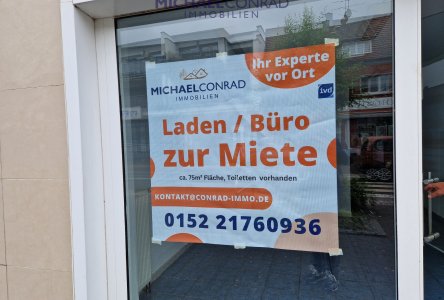 MICHAELCONRAD
IMMOBILIEN
Ihr Experte
vor Ort
MICHAELCONRAD
IMMOBILIEN
ivd
Laden / Büro
zur Miete
ca. 75m² Fläche, Toiletten vorhanden
KONTAKT@CONRAD-IMMO.DE
0152 21760936